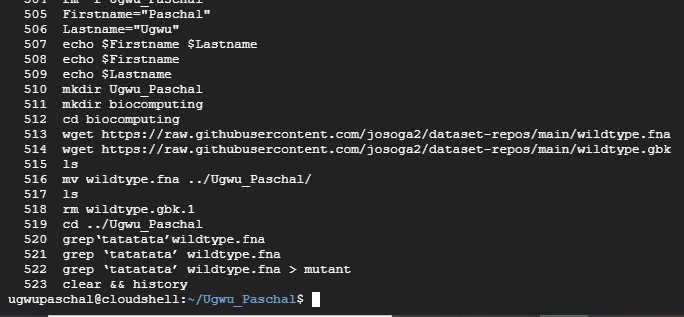 505 Firstname="Paschal"
506 Lastname="Ugwu"
507 echo $Firstname $Lastname
508 echo $Firstname
509 echo $Lastname
510 mkdir Ugwu_Paschal
511 mkdir biocomputing
512 cd biocomputing
513 wget https://raw.githubusercontent.com/josoga2/dataset-repos/main/wildtype.fna
514 wget https://raw.githubusercontent.com/josoga2/dataset-repos/main/wildtype.gbk
515 ls
516 mv wildtype.fna ../Ugwu_Paschal/
517 ls
518 rm wildtype.gbk.1
519 cd ../Ugwu_Paschal
520 grep‘tatatata’wildtype.fna
521 grep ‘tatatata’ wildtype.fna
522 grep ‘tatatata’ wildtype.fna > mutant
523 clear && history
ugwupaschal@cloudshell:~/Ugwu_Paschal$